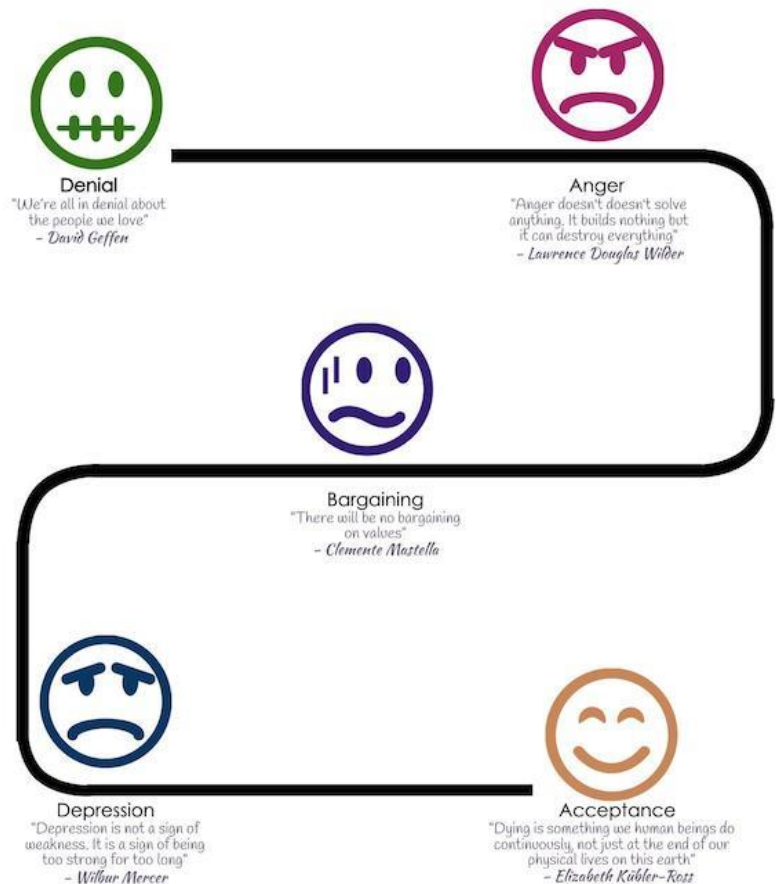 Denial
"We're all in denial about
the people we love"
- David Geffen
Anger
"Anger doesn't doesn't solve
anything. It builds nothing but
it can destroy everything"
- Lawrence Douglas Wilder
Bargaining
"There will be no bargaining
on values"
- Clemente Mastella
Depression
"Depression is not a sign of
weakness. It is a sign of being
too strong for too long"
- Wilbur Mercer
Acceptance
"Dying is something we human beings do
continuously, not just at the end of our
physical lives on this earth"
- Elizabeth Kübler-Ross